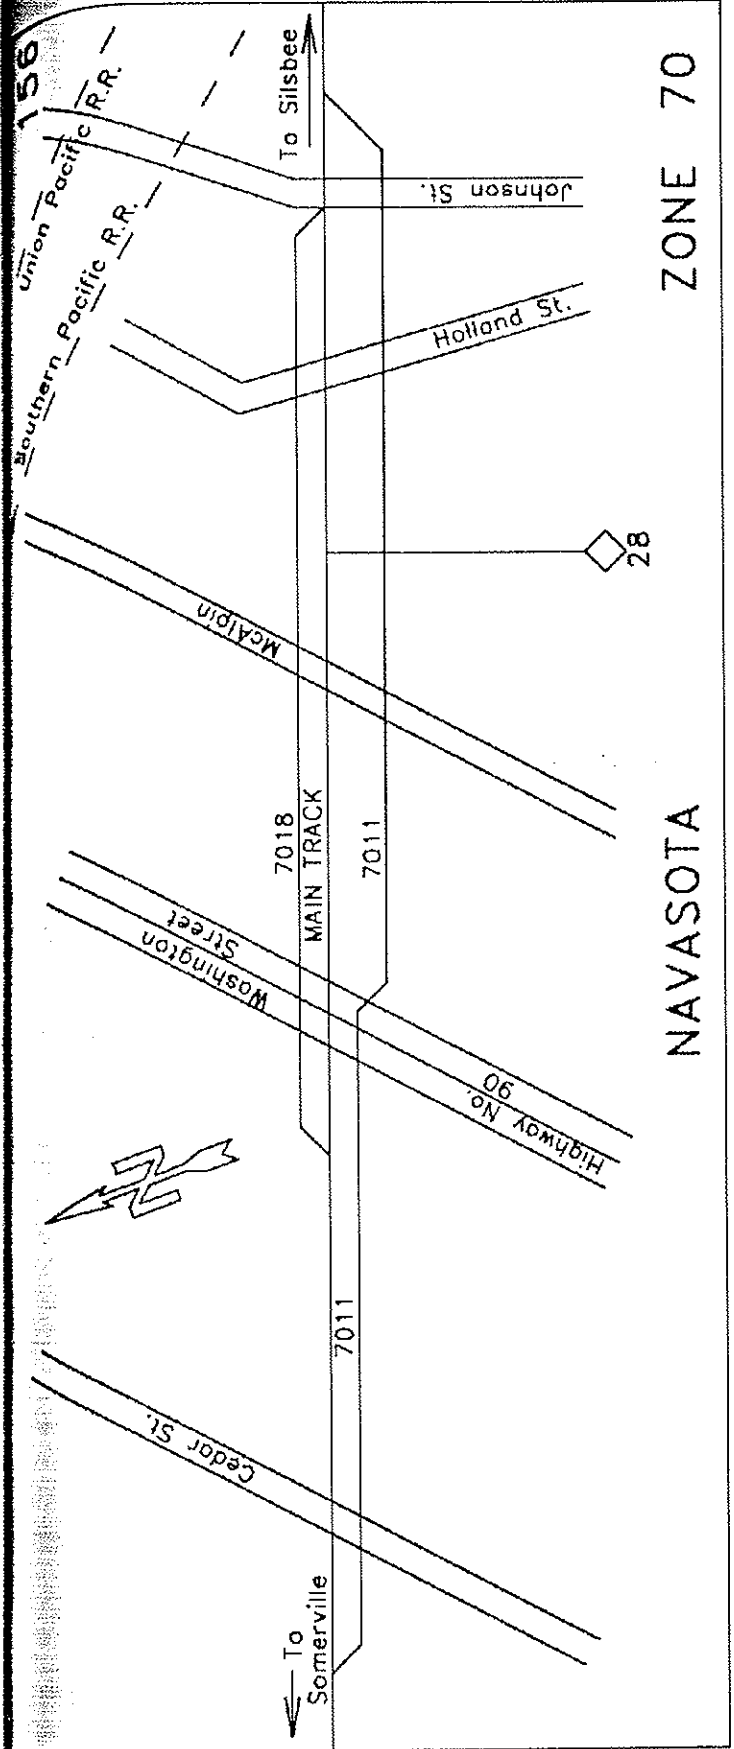 156
Union Pacific R.R.
Southern Pacific R.R.
To Silsbee
Johnson St.
Holland St.
McAlpin
28
7018
MAIN TRACK
7011
Washington
Street
Highway No.
90
7011
Cedar St.
To
Somerville
N
NAVASOTA
ZONE 70